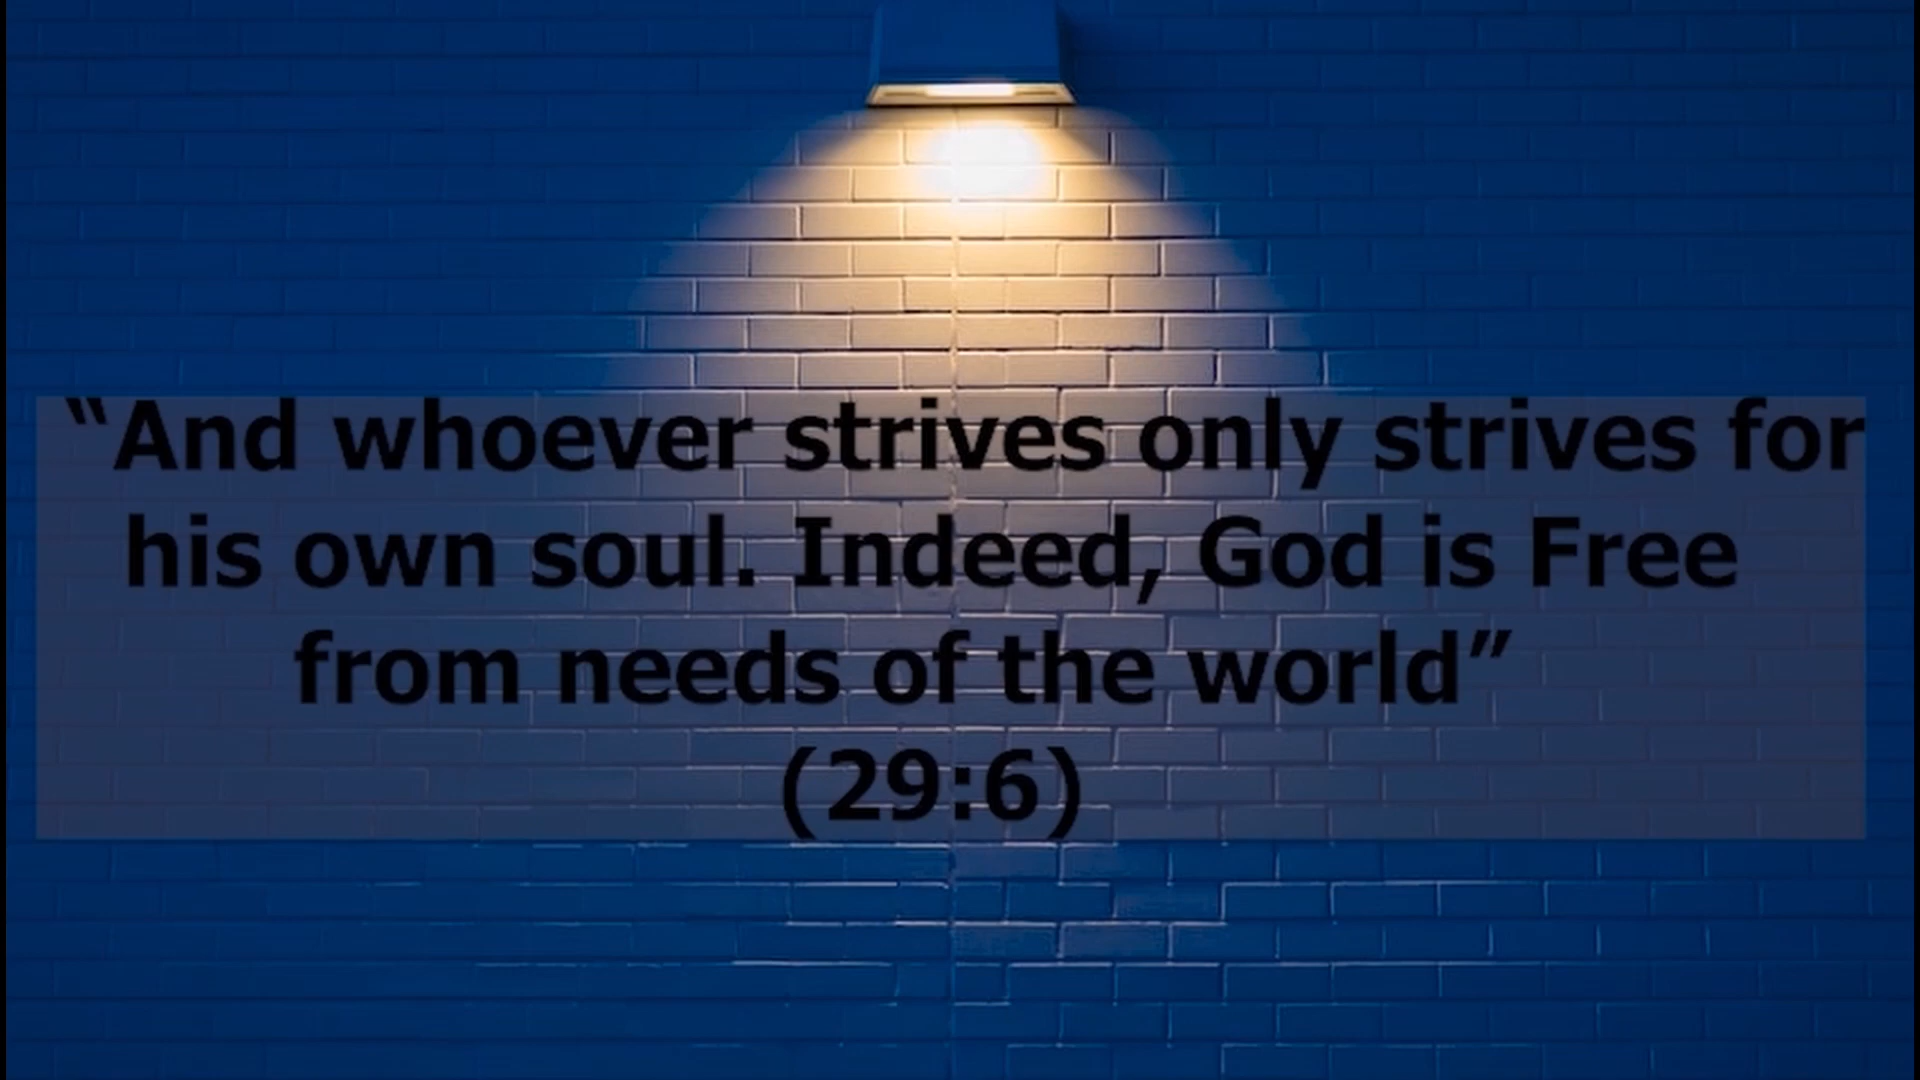 “And whoever strives only strives for
his own soul. Indeed, God is Free
from needs of the world”
(29:6)